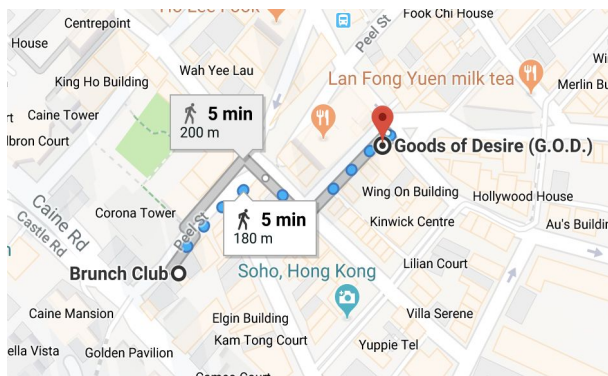 Ho Lee Fook
Centrepoint
Fook Chi House
House
Peel St
Wah Yee Lau
King Ho Building
Lan Fong Yuen milk tea
Merlin Bu
5 min
200 m
rt
Caine Tower
lbron Court
Goods of Desire (G.O.D.)
Wing On Building
Hollywood House
Corona Tower
Peel St
5 min
180 m
Kinwick Centre
Au's Buildin
Caine Rd
Castle Rd
Brunch Club
Soho, Hong Kong
Lilian Court
Caine Mansion
Elgin Building
Villa Serene
ella Vista
Golden Pavilion
Kam Tong Court
Yuppie Tel